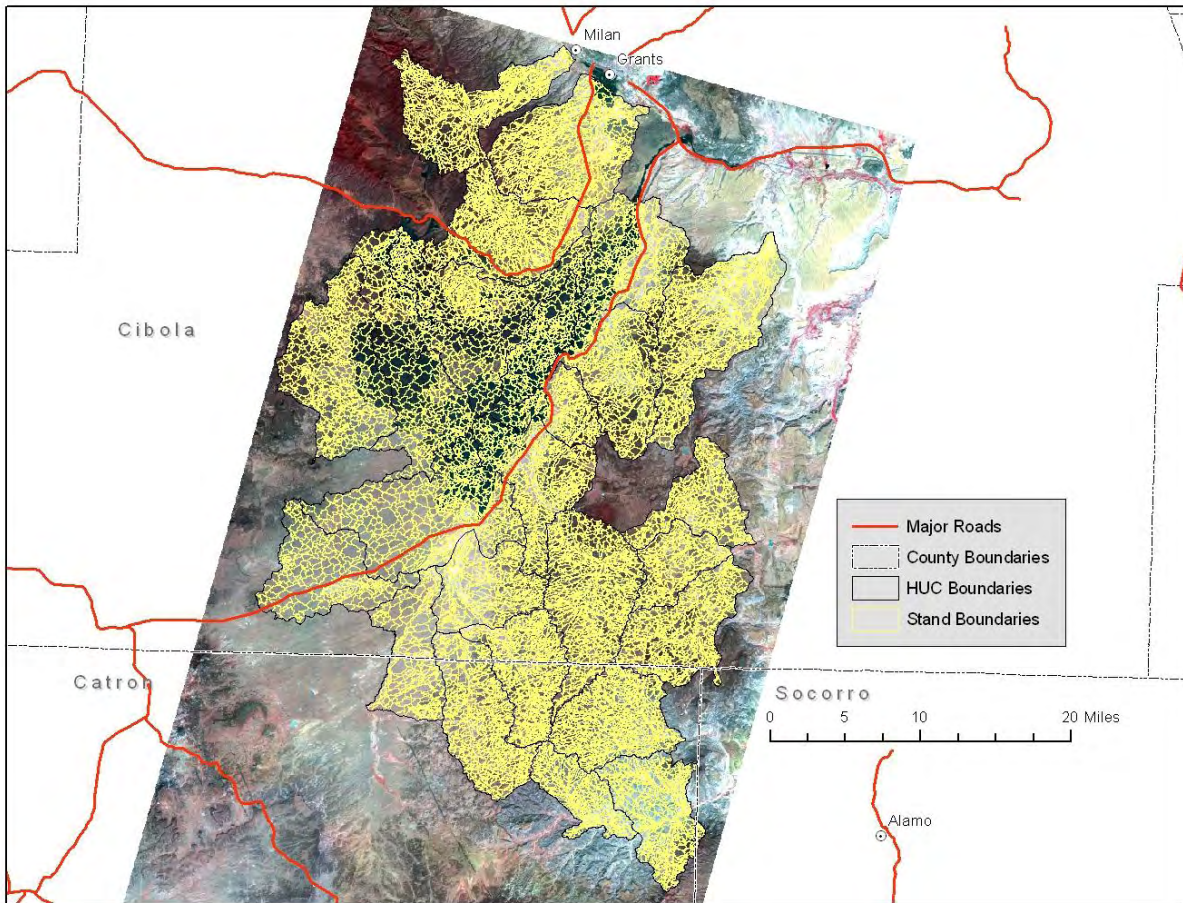 Milan
Grants
Cibola
Major Roads
County Boundaries
HUC Boundaries
Stand Boundaries
Catron
Socorro
0 5 10 20 Miles
Alamo